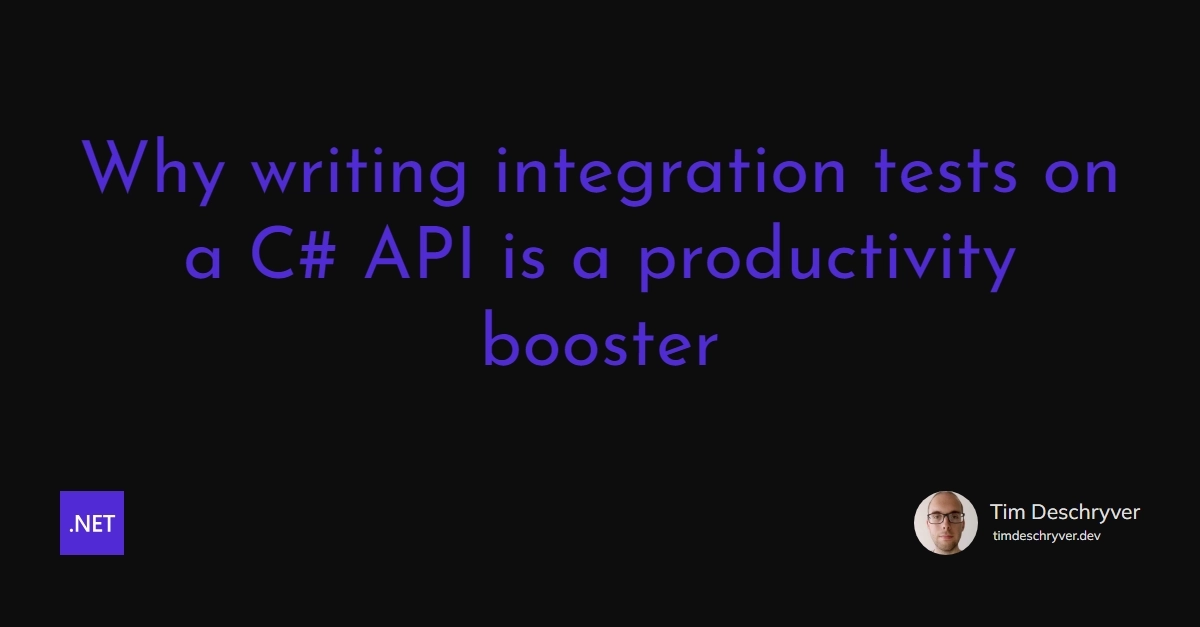 Why writing integration tests on
a C# API is a productivity
booster
.NET
Tim Deschryver
timdeschryver.dev